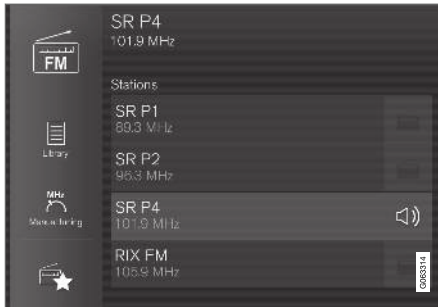 FM
Library
MHz
Manual tuning
SR P4
101.9 MHz
Stations
SR P1
89.3 MHz
SR P2
96.3 MHz
SR P4
101.9 MHz
RIX FM
105.9 MHz
G063314